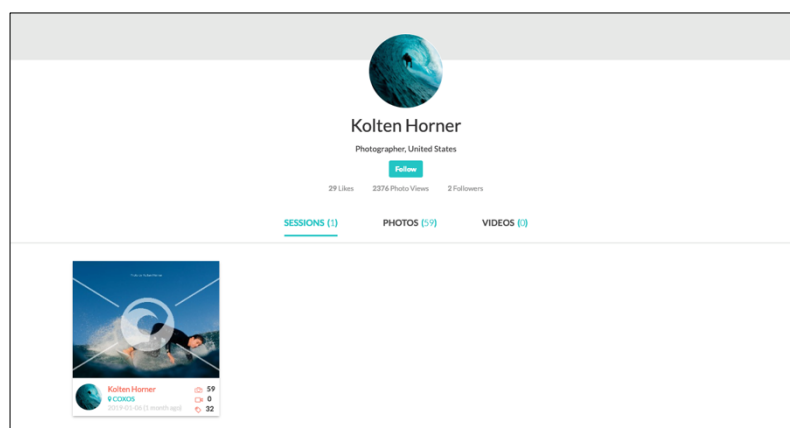 Kolten Horner
Photographer, United States
Follow
29 Likes 2376 Photo Views 2 Followers
SESSIONS (1) PHOTOS (59) VIDEOS (0)
Kolten Horner 59
COXOS 0
2019-01-06 (1 month ago) 32